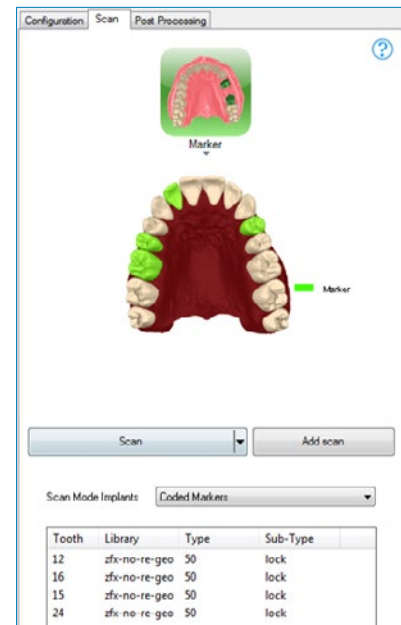 Configuration Scan Post Processing
?
Marker
Marker
Scan Add scan
Scan Mode Implants Coded Markers
Tooth Library Type Sub-Type
12 zfx-no-re-geo 50 lock
16 zfx-no-re-geo 50 lock
15 zfx-no-re-geo 50 lock
24 zfx-no-re-geo 50 lock